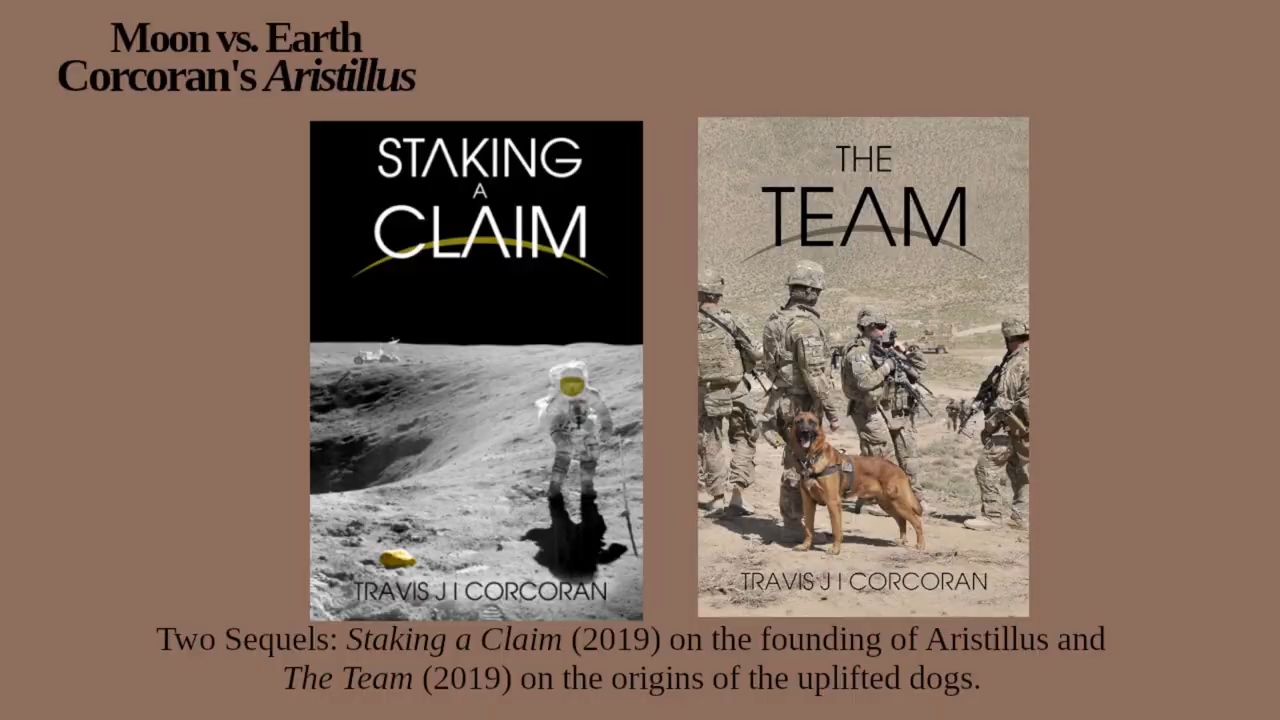 Moon vs. Earth
Corcoran's Aristillus
STAKING
A
CLAIM
TRAVIS J I CORCORAN
THE
TEAM
TRAVIS J I CORCORAN
Two Sequels: Staking a Claim (2019) on the founding of Aristillus and
The Team (2019) on the origins of the uplifted dogs.